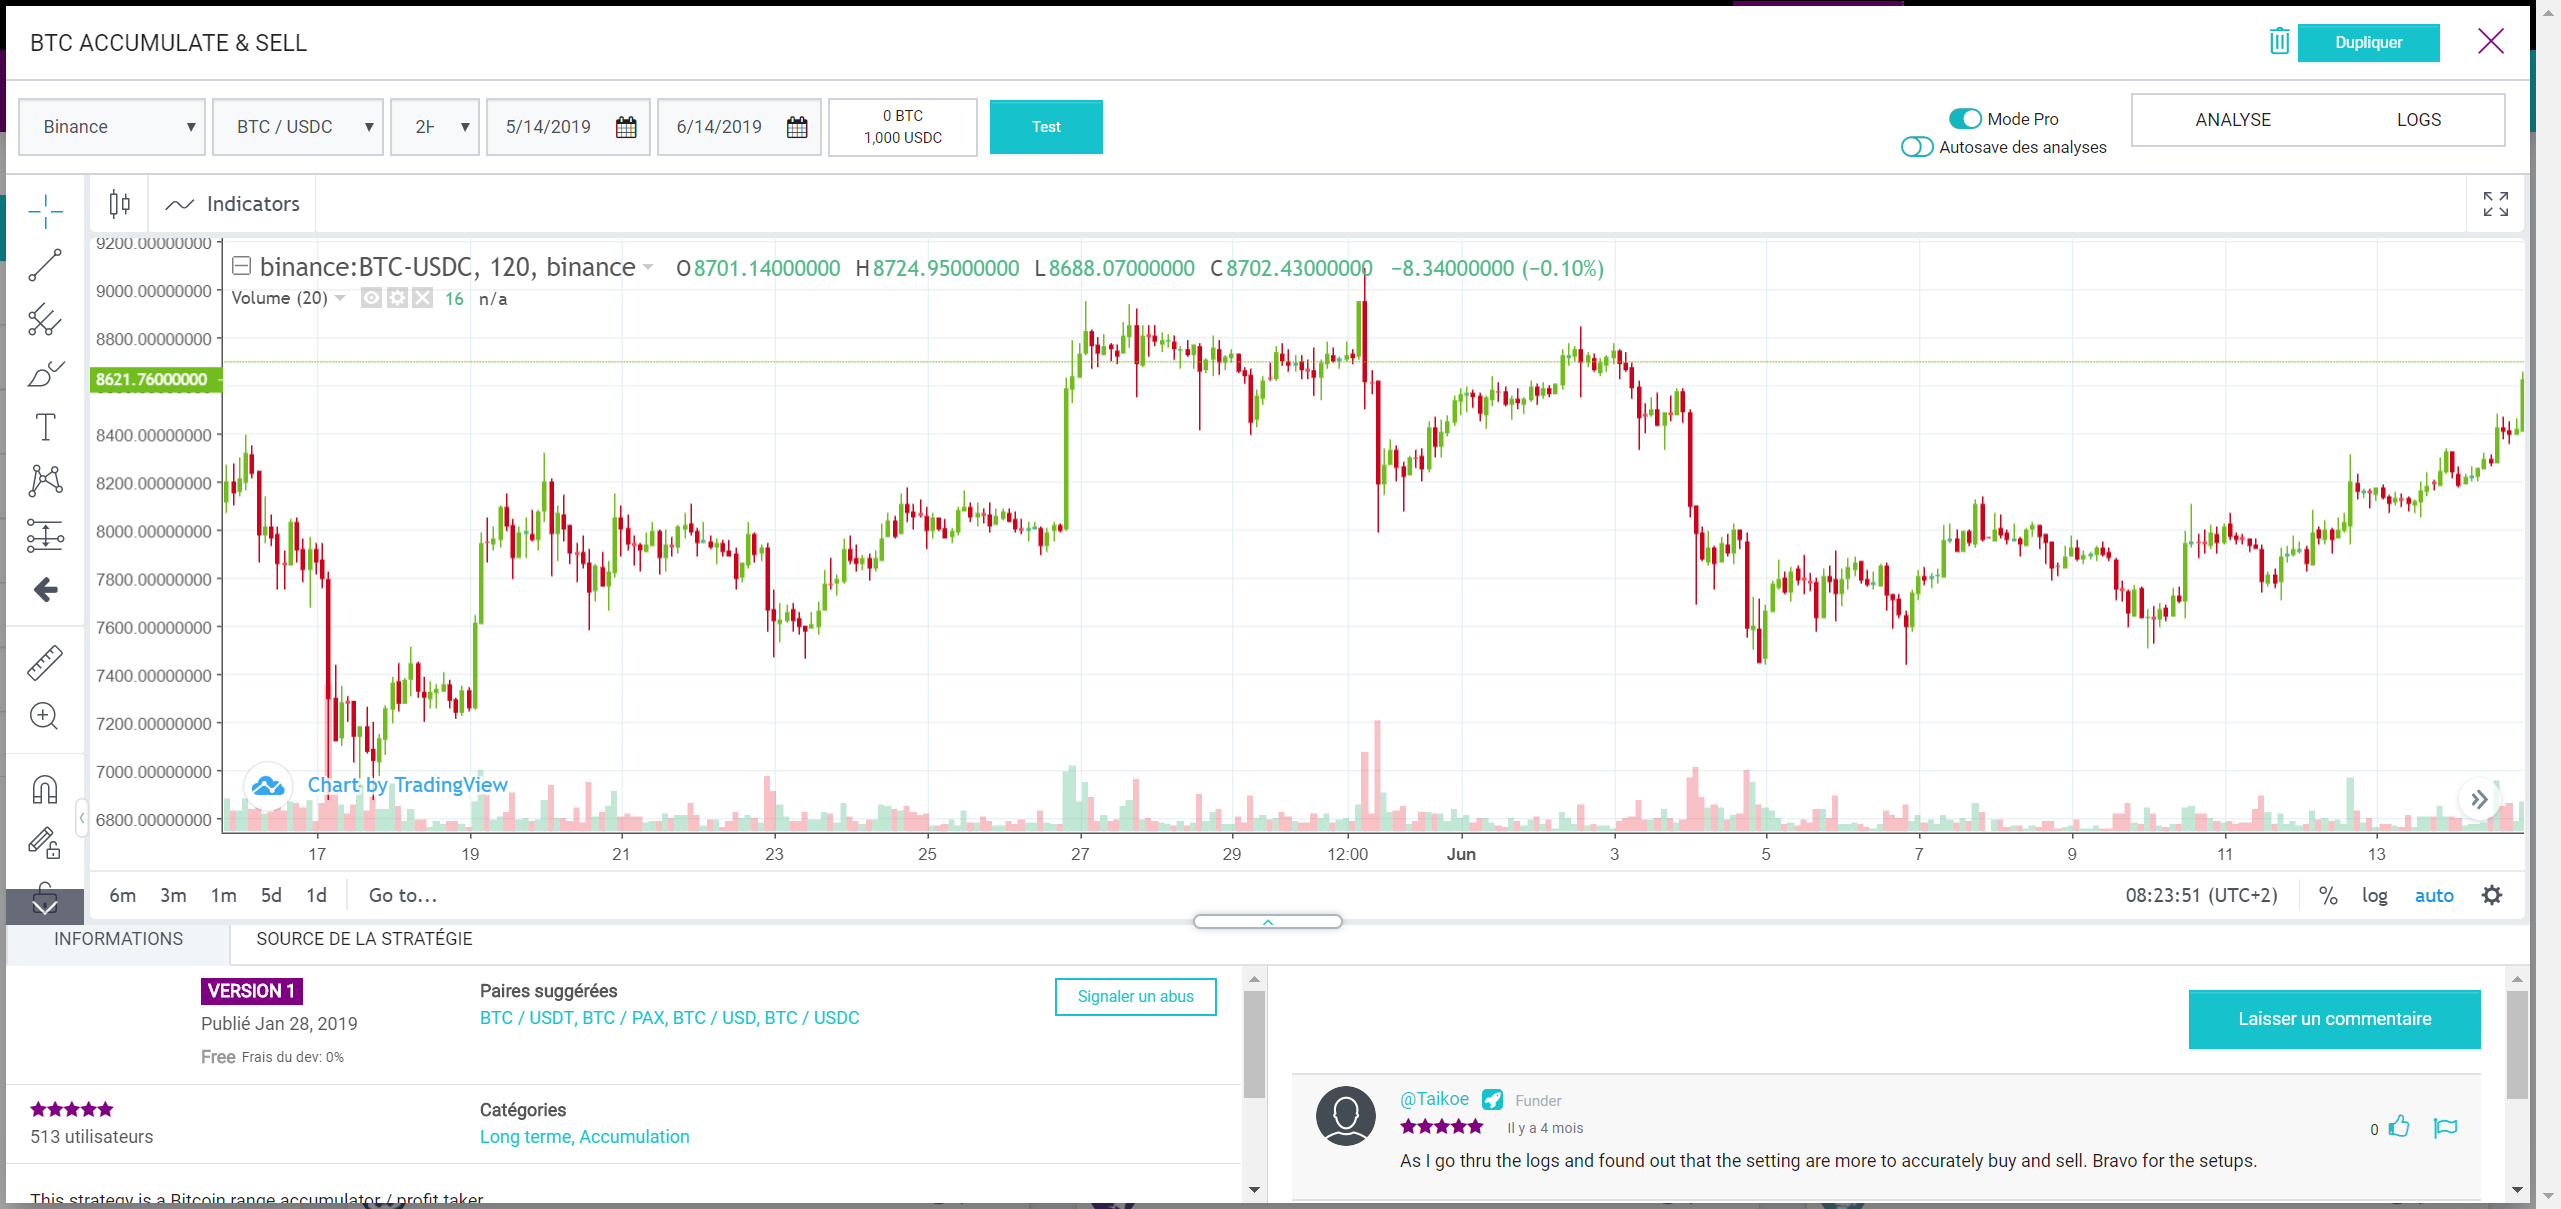 BTC ACCUMULATE & SELL
Dupliquer
Binance
BTC / USDC
2H
5/14/2019
6/14/2019
0 BTC
1,000 USDC
Test
Mode Pro
Autosave des analyses
ANALYSE
LOGS
Indicators
binance:BTC-USDC, 120, binance O8701.14000000 H8724.95000000 L8688.07000000 C8702.43000000 −8.34000000 (−0.10%)
Volume (20) 16 n/a
9200.00000000
9000.00000000
8800.00000000
8621.76000000
8400.00000000
8200.00000000
8000.00000000
7800.00000000
7600.00000000
7400.00000000
7200.00000000
7000.00000000
6800.00000000
Chart by TradingView
17 19 21 23 25 27 29 12:00 Jun 3 5 7 9 11 13
6m 3m 1m 5d 1d Go to...
08:23:51 (UTC+2) % log auto
INFORMATIONS
SOURCE DE LA STRATÉGIE
VERSION 1
Publié Jan 28, 2019
Free Frais du dev: 0%
Paires suggérées
BTC / USDT, BTC / PAX, BTC / USD, BTC / USDC
Signaler un abus
513 utilisateurs
Catégories
Long terme, Accumulation
This strategy is a Bitcoin range accumulator / profit taker
Laisser un commentaire
@Taikoe Funder
Il y a 4 mois
0
As I go thru the logs and found out that the setting are more to accurately buy and sell. Bravo for the setups.